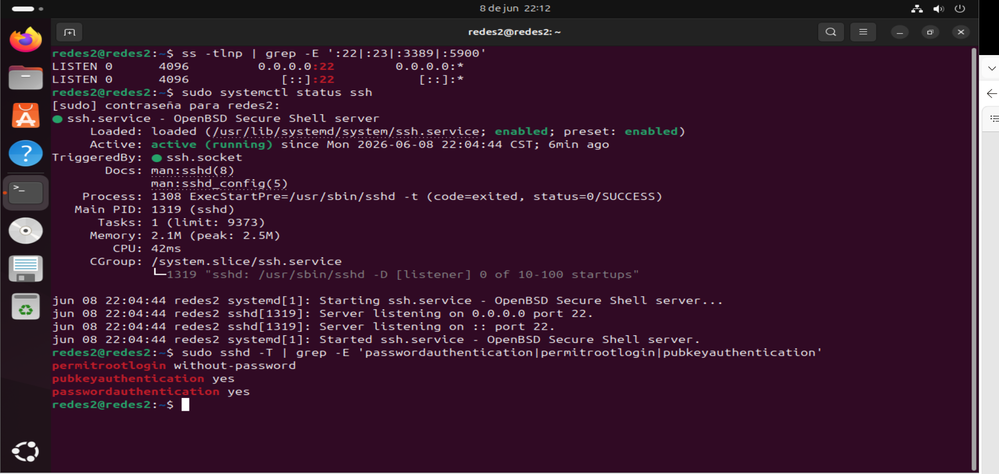 8 de jun 22:12
redes2@redes2: ~
redes2@redes2:~$ ss -tlnp | grep -E ':22|:23|:3389|:5900'
LISTEN 0      4096         0.0.0.0:22        0.0.0.0:*
LISTEN 0      4096            [::]:22           [::]:*
redes2@redes2:~$ sudo systemctl status ssh
[sudo] contraseña para redes2:
● ssh.service - OpenBSD Secure Shell server
     Loaded: loaded (/usr/lib/systemd/system/ssh.service; enabled; preset: enabled)
     Active: active (running) since Mon 2026-06-08 22:04:44 CST; 6min ago
TriggeredBy: ● ssh.socket
       Docs: man:sshd(8)
             man:sshd_config(5)
    Process: 1308 ExecStartPre=/usr/sbin/sshd -t (code=exited, status=0/SUCCESS)
   Main PID: 1319 (sshd)
      Tasks: 1 (limit: 9373)
     Memory: 2.1M (peak: 2.5M)
        CPU: 42ms
     CGroup: /system.slice/ssh.service
             └─1319 "sshd: /usr/sbin/sshd -D [listener] 0 of 10-100 startups"
jun 08 22:04:44 redes2 systemd[1]: Starting ssh.service - OpenBSD Secure Shell server...
jun 08 22:04:44 redes2 sshd[1319]: Server listening on 0.0.0.0 port 22.
jun 08 22:04:44 redes2 sshd[1319]: Server listening on :: port 22.
jun 08 22:04:44 redes2 systemd[1]: Started ssh.service - OpenBSD Secure Shell server.
redes2@redes2:~$ sudo sshd -T | grep -E 'passwordauthentication|permitrootlogin|pubkeyauthentication'
permitrootlogin without-password
pubkeyauthentication yes
passwordauthentication yes
redes2@redes2:~$